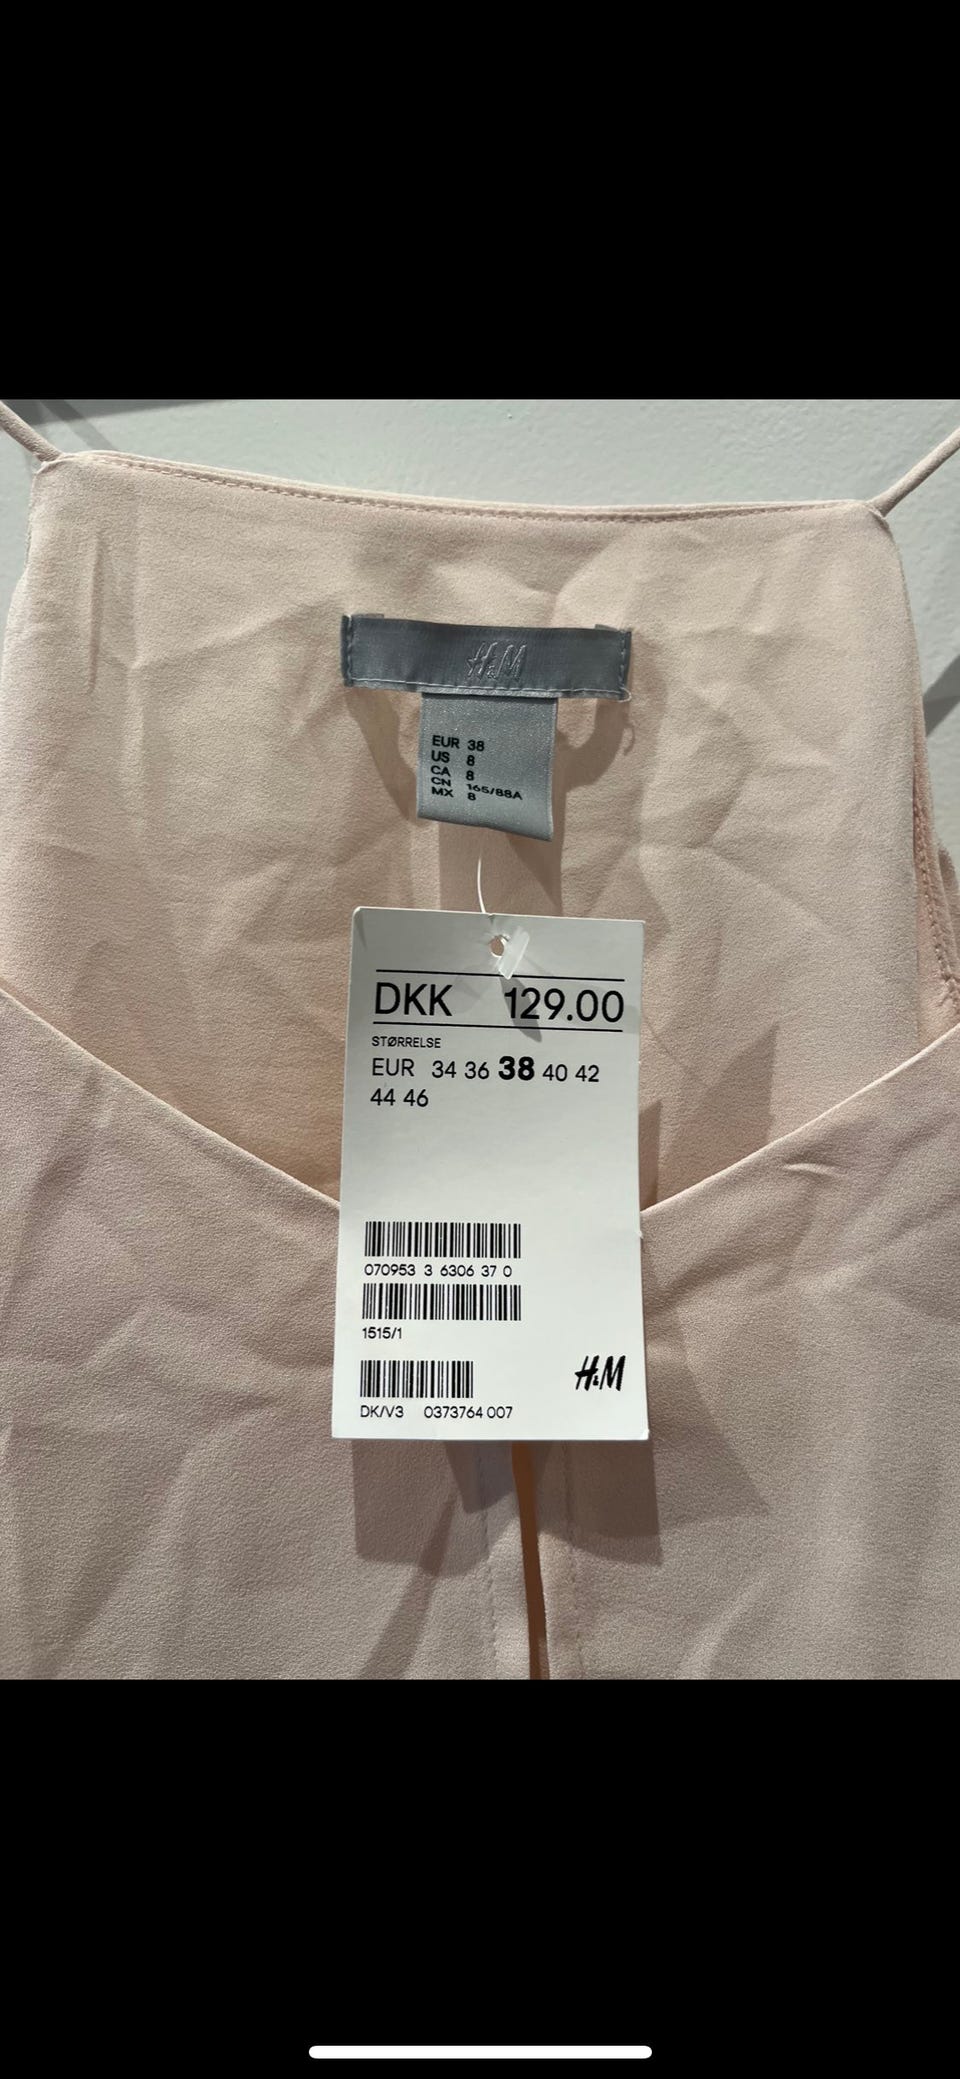 H&M
EUR 38
US 8
CA 8
CN 165/88A
MX 8
DKK 129.00
STØRRELSE
EUR 34 36 38 40 42
44 46
070953 3 6306 37 0
1515/1
H&M
DK/V3 0373764 007